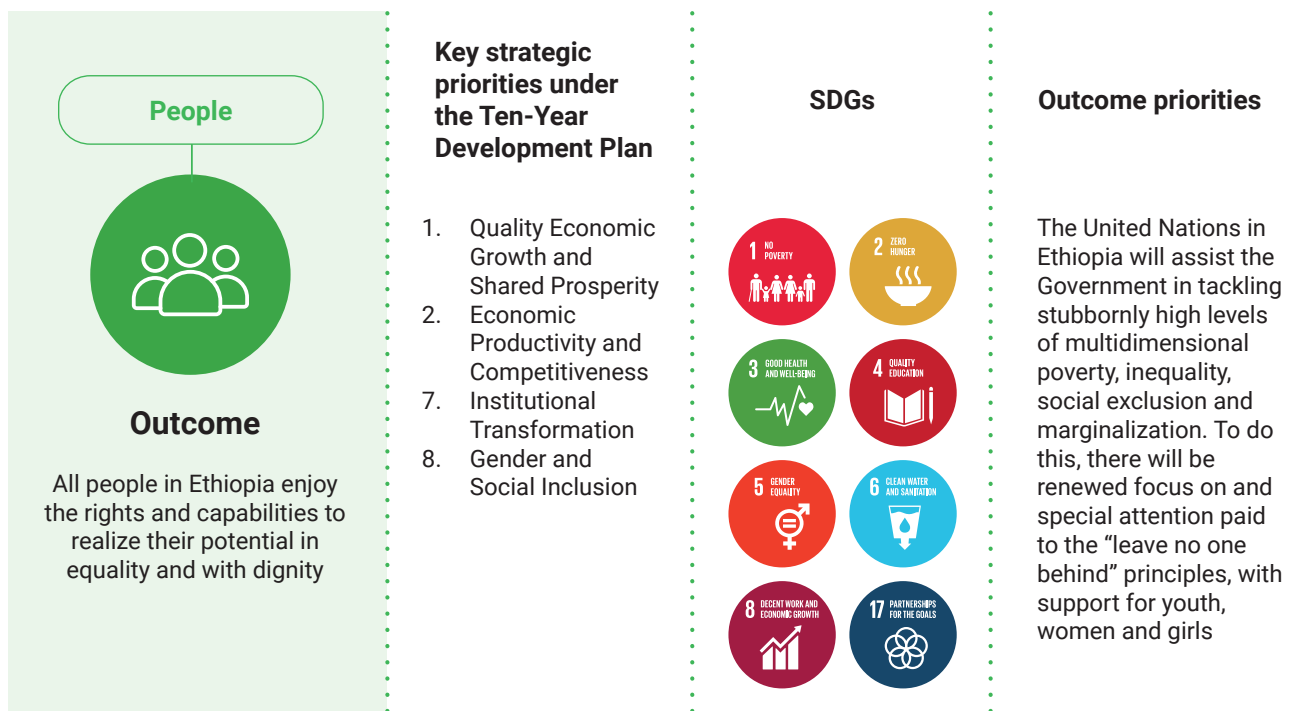 People
Outcome
All people in Ethiopia enjoy
the rights and capabilities to
realize their potential in
equality and with dignity
Key strategic
priorities under
the Ten-Year
Development Plan
1. Quality Economic
Growth and
Shared Prosperity
2. Economic
Productivity and
Competitiveness
7. Institutional
Transformation
8. Gender and
Social Inclusion
SDGs
1 NO
POVERTY
2 ZERO
HUNGER
3 GOOD HEALTH
AND WELL-BEING
4 QUALITY
EDUCATION
5 GENDER
EQUALITY
6 CLEAN WATER
AND SANITATION
8 DECENT WORK AND
ECONOMIC GROWTH
17 PARTNERSHIPS
FOR THE GOALS
Outcome priorities
The United Nations in
Ethiopia will assist the
Government in tackling
stubbornly high levels
of multidimensional
poverty, inequality,
social exclusion and
marginalization. To do
this, there will be
renewed focus on and
special attention paid
to the “leave no one
behind” principles, with
support for youth,
women and girls